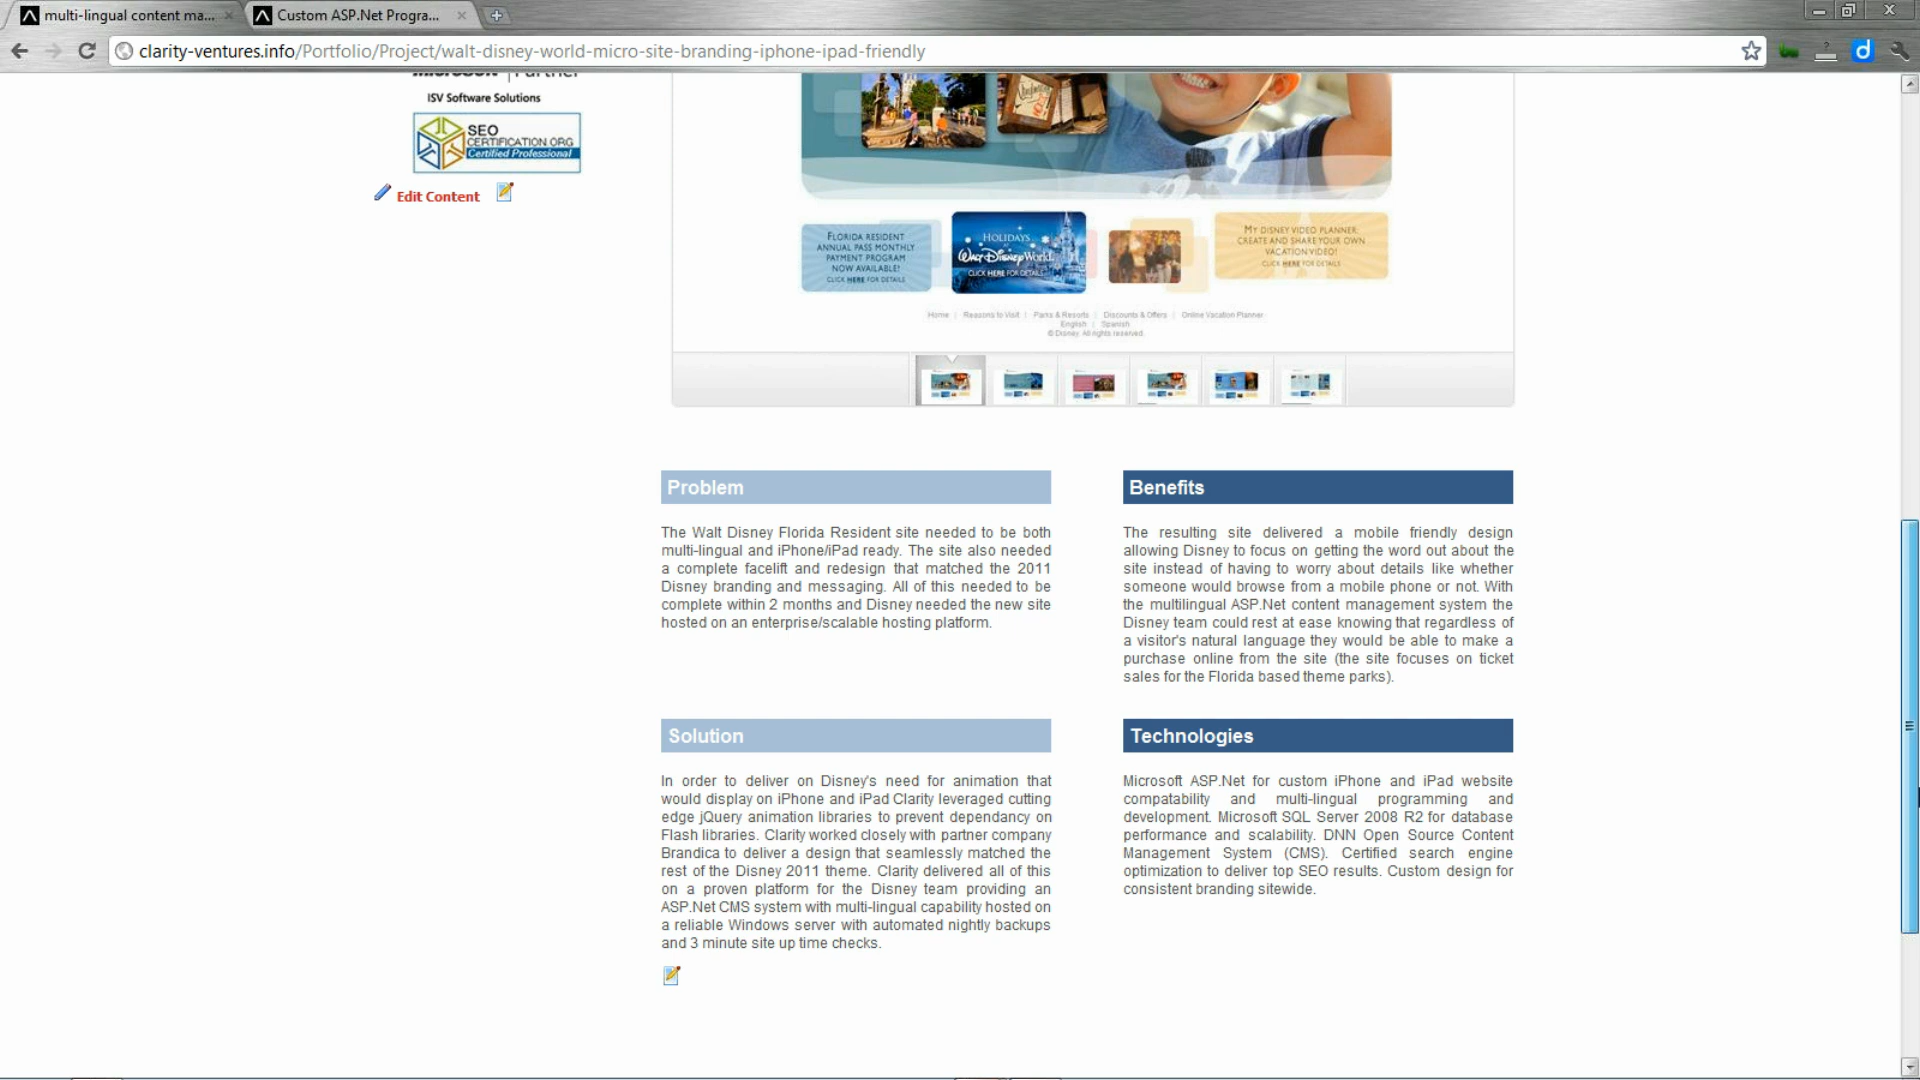 multi-lingual content ma...
Custom ASP.Net Progra...
clarity-ventures.info/Portfolio/Project/walt-disney-world-micro-site-branding-iphone-ipad-friendly
Microsoft | Partner
ISV Software Solutions
SEO
CERTIFICATION.ORG
Certified Professional
Edit Content
FLORIDA RESIDENT
ANNUAL PASS MONTHLY
PAYMENT PROGRAM
NOW AVAILABLE!
CLICK HERE FOR DETAILS
HOLIDAYS
AT
Walt Disney World
CLICK HERE FOR DETAILS
MY DISNEY VIDEO PLANNER.
CREATE AND SHARE YOUR OWN
VACATION VIDEO!
CLICK HERE FOR DETAILS
Home | Reasons to Visit | Parks & Resorts | Discounts & Offers | Online Vacation Planner
English | Spanish
© Disney. All rights reserved.
Problem
The Walt Disney Florida Resident site needed to be both
multi-lingual and iPhone/iPad ready. The site also needed
a complete facelift and redesign that matched the 2011
Disney branding and messaging. All of this needed to be
complete within 2 months and Disney needed the new site
hosted on an enterprise/scalable hosting platform.
Benefits
The resulting site delivered a mobile friendly design
allowing Disney to focus on getting the word out about the
site instead of having to worry about details like whether
someone would browse from a mobile phone or not. With
the multilingual ASP.Net content management system the
Disney team could rest at ease knowing that regardless of
a visitor's natural language they would be able to make a
purchase online from the site (the site focuses on ticket
sales for the Florida based theme parks).
Solution
In order to deliver on Disney's need for animation that
would display on iPhone and iPad Clarity leveraged cutting
edge jQuery animation libraries to prevent dependancy on
Flash libraries. Clarity worked closely with partner company
Brandica to deliver a design that seamlessly matched the
rest of the Disney 2011 theme. Clarity delivered all of this
on a proven platform for the Disney team providing an
ASP.Net CMS system with multi-lingual capability hosted on
a reliable Windows server with automated nightly backups
and 3 minute site up time checks.
Technologies
Microsoft ASP.Net for custom iPhone and iPad website
compatability and multi-lingual programming and
development. Microsoft SQL Server 2008 R2 for database
performance and scalability. DNN Open Source Content
Management System (CMS). Certified search engine
optimization to deliver top SEO results. Custom design for
consistent branding sitewide.